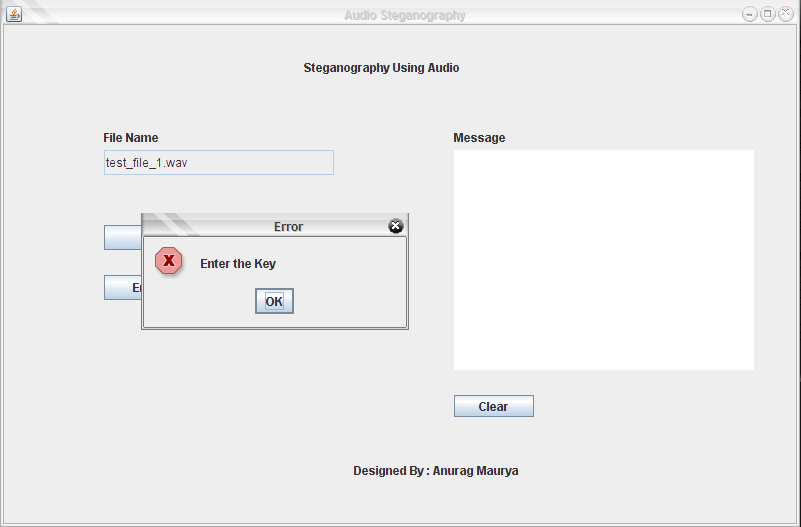 Audio Steganography
Steganography Using Audio
File Name
Message
test_file_1.wav
Error
X
Enter the Key
OK
Clear
Designed By : Anurag Maurya